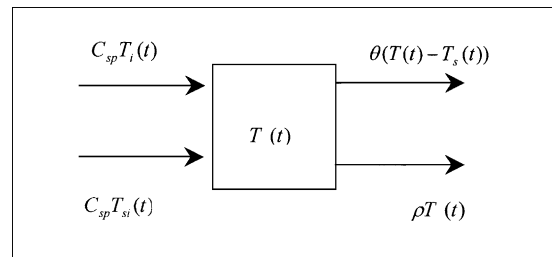 C_{sp}T_i(t)
θ(T(t) − T_s(t))
T (t)
C_{sp}T_{si}(t)
ρT (t)